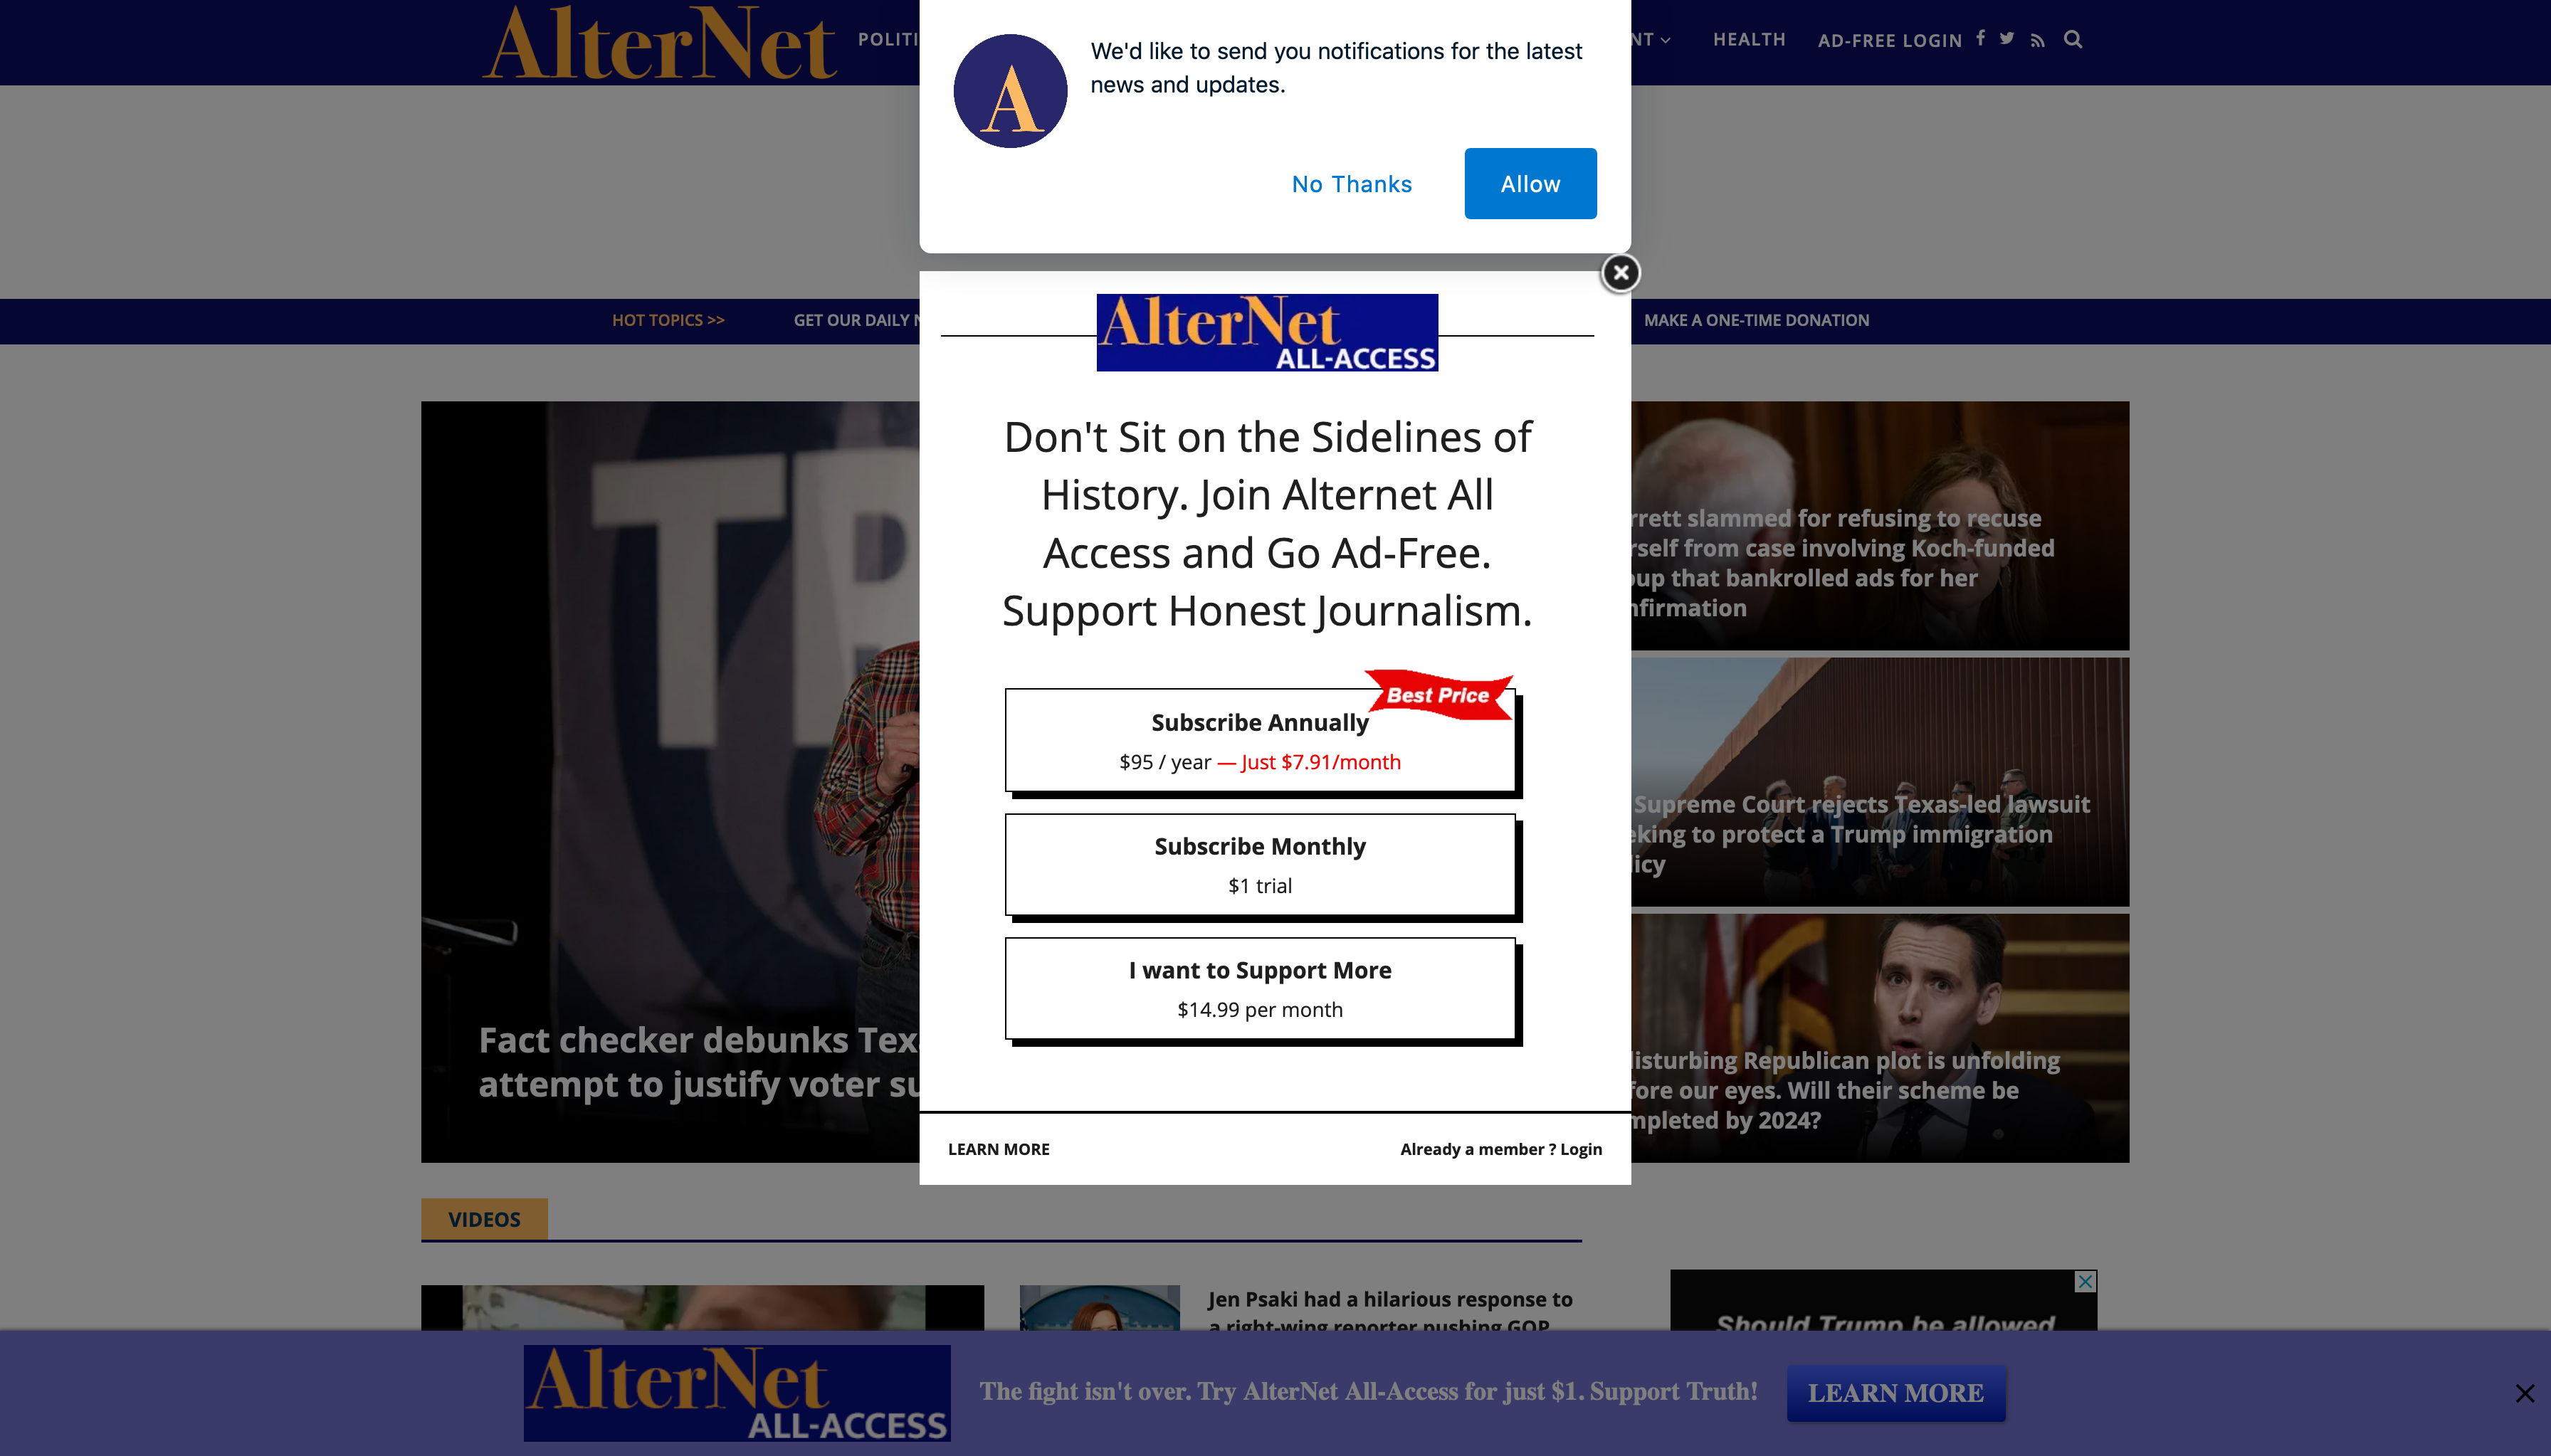 AlterNet
POLITI
NT
HEALTH
AD-FREE LOGIN
We'd like to send you notifications for the latest
news and updates.
A
No Thanks
Allow
HOT TOPICS >>
GET OUR DAILY N
MAKE A ONE-TIME DONATION
AlterNet
ALL-ACCESS
Don't Sit on the Sidelines of
History. Join Alternet All
Access and Go Ad-Free.
Support Honest Journalism.
Best Price
Subscribe Annually
$95 / year — Just $7.91/month
Subscribe Monthly
$1 trial
I want to Support More
$14.99 per month
LEARN MORE
Already a member ? Login
Fact checker debunks Tex
attempt to justify voter su
rrett slammed for refusing to recuse
rself from case involving Koch-funded
oup that bankrolled ads for her
nfirmation
Supreme Court rejects Texas-led lawsuit
eking to protect a Trump immigration
licy
disturbing Republican plot is unfolding
fore our eyes. Will their scheme be
mpleted by 2024?
VIDEOS
Jen Psaki had a hilarious response to
a right-wing reporter pushing GOP
Should Trump be allowed
AlterNet
ALL-ACCESS
The fight isn't over. Try AlterNet All-Access for just $1. Support Truth!
LEARN MORE